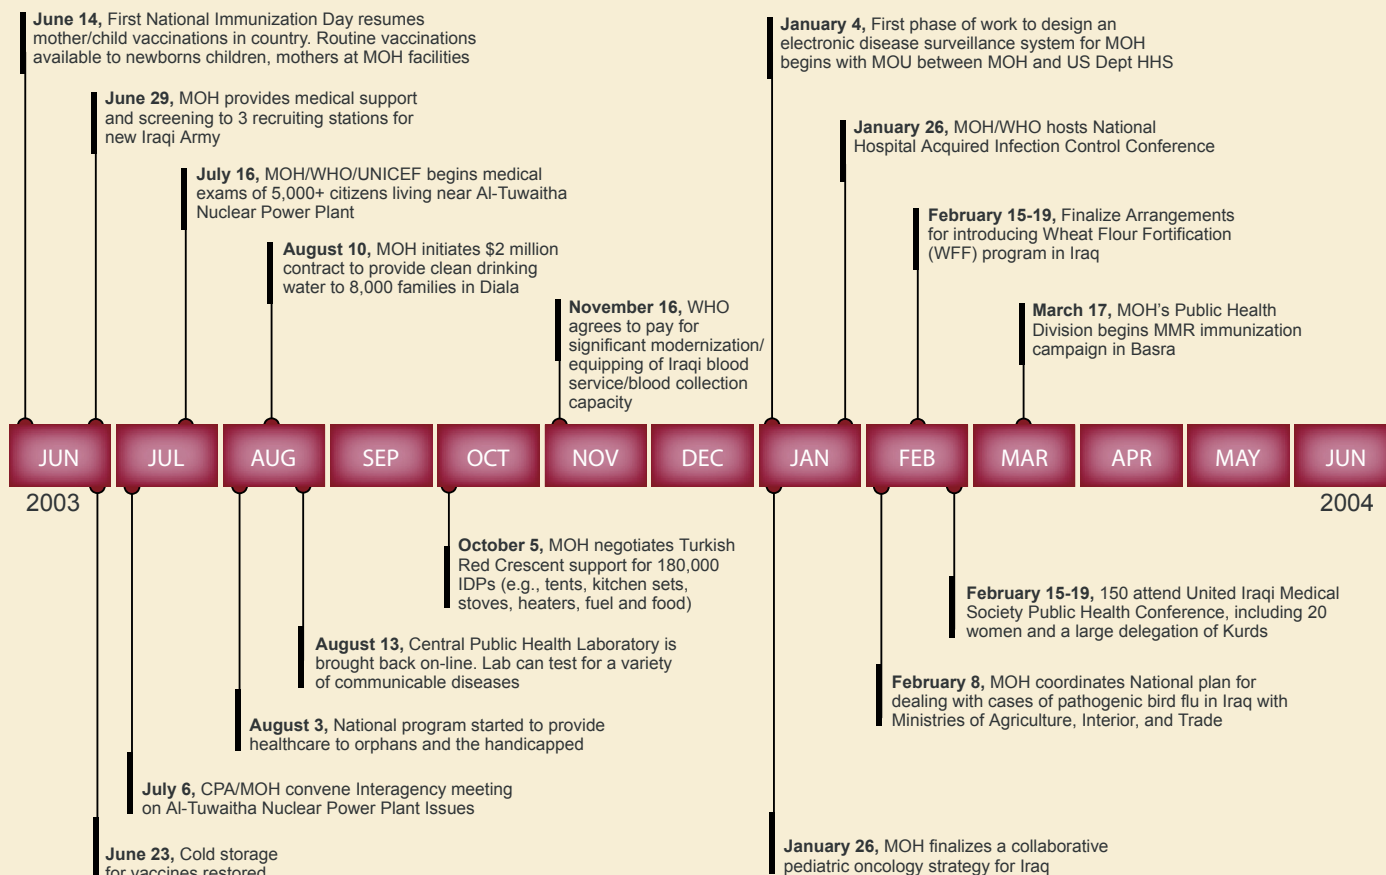 June 14, First National Immunization Day resumes
mother/child vaccinations in country. Routine vaccinations
available to newborns children, mothers at MOH facilities
June 29, MOH provides medical support
and screening to 3 recruiting stations for
new Iraqi Army
July 16, MOH/WHO/UNICEF begins medical
exams of 5,000+ citizens living near Al-Tuwaitha
Nuclear Power Plant
August 10, MOH initiates $2 million
contract to provide clean drinking
water to 8,000 families in Diala
November 16, WHO
agrees to pay for
significant modernization/
equipping of Iraqi blood
service/blood collection
capacity
January 4, First phase of work to design an
electronic disease surveillance system for MOH
begins with MOU between MOH and US Dept HHS
January 26, MOH/WHO hosts National
Hospital Acquired Infection Control Conference
February 15-19, Finalize Arrangements
for introducing Wheat Flour Fortification
(WFF) program in Iraq
March 17, MOH's Public Health
Division begins MMR immunization
campaign in Basra
JUN JUL AUG SEP OCT NOV DEC JAN FEB MAR APR MAY JUN
2003 2004
October 5, MOH negotiates Turkish
Red Crescent support for 180,000
IDPs (e.g., tents, kitchen sets,
stoves, heaters, fuel and food)
August 13, Central Public Health Laboratory is
brought back on-line. Lab can test for a variety
of communicable diseases
August 3, National program started to provide
healthcare to orphans and the handicapped
July 6, CPA/MOH convene Interagency meeting
on Al-Tuwaitha Nuclear Power Plant Issues
June 23, Cold storage
for vaccines restored
February 15-19, 150 attend United Iraqi Medical
Society Public Health Conference, including 20
women and a large delegation of Kurds
February 8, MOH coordinates National plan for
dealing with cases of pathogenic bird flu in Iraq with
Ministries of Agriculture, Interior, and Trade
January 26, MOH finalizes a collaborative
pediatric oncology strategy for Iraq